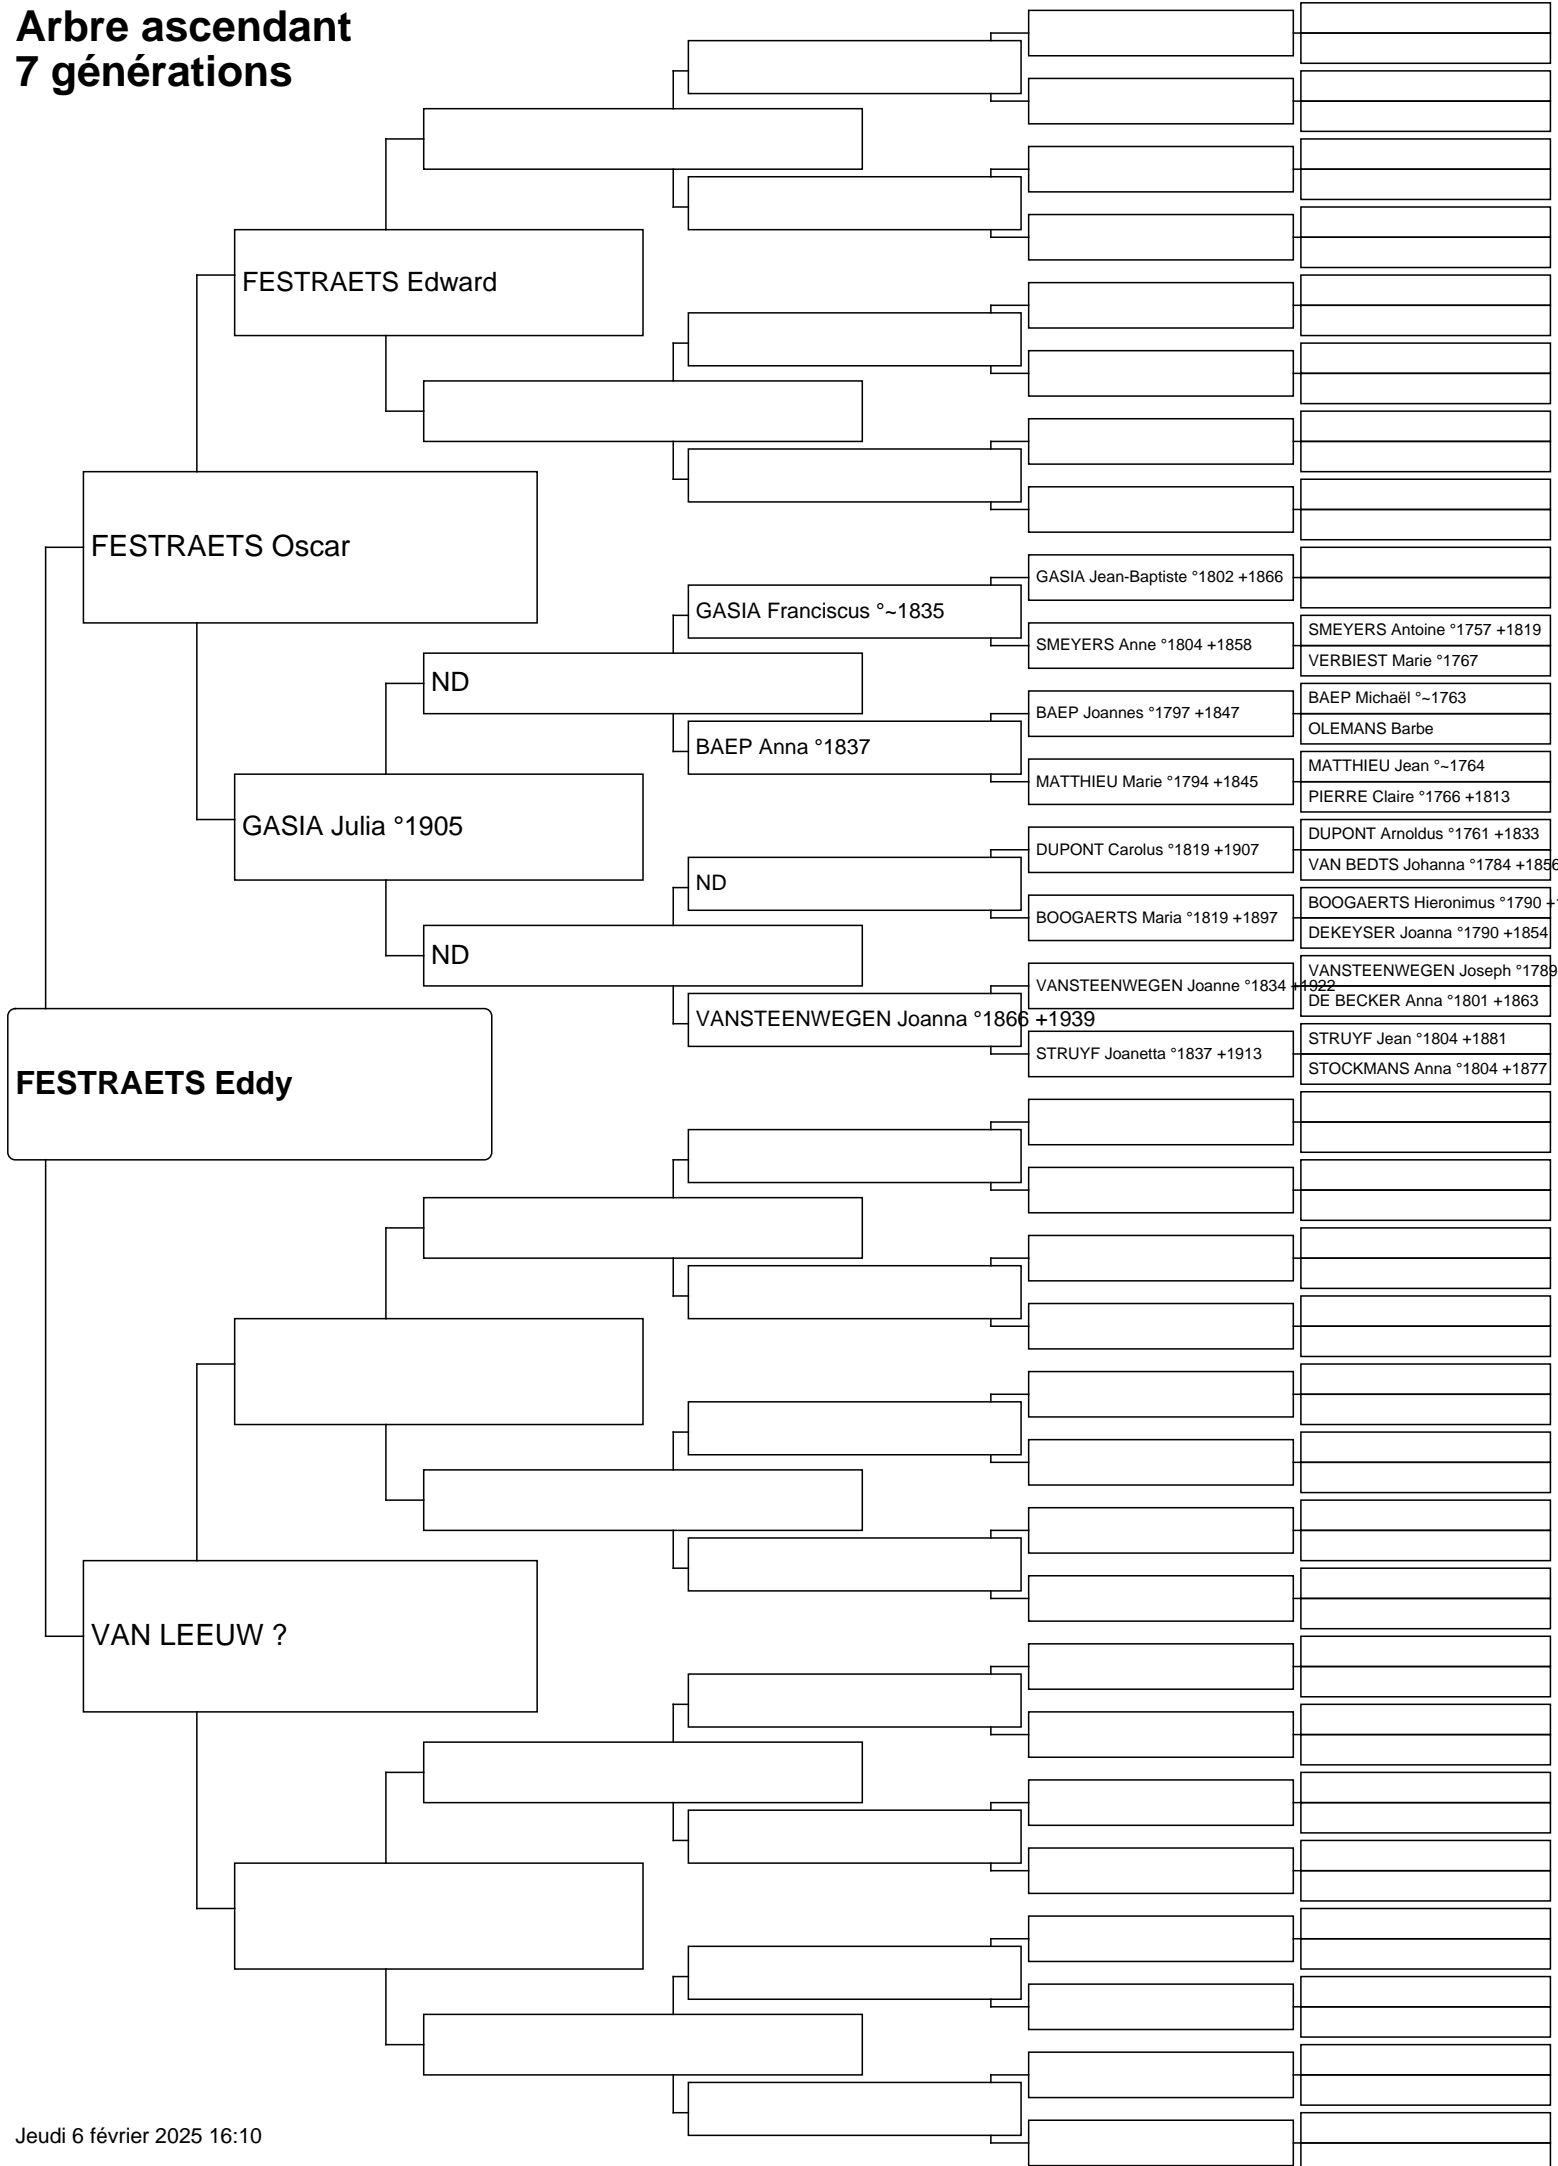 Arbre ascendant
7 générations
FESTRAETS Edward
FESTRAETS Oscar
GASIA Jean-Baptiste °1802 +1866
GASIA Franciscus °~1835
SMEYERS Antoine °1757 +1819
SMEYERS Anne °1804 +1858
VERBIEST Marie °1767
ND
BAEP Michaël °~1763
BAEP Joannes °1797 +1847
OLEMANS Barbe
BAEP Anna °1837
MATTHIEU Jean °~1764
MATTHIEU Marie °1794 +1845
PIERRE Claire °1766 +1813
GASIA Julia °1905
DUPONT Arnoldus °1761 +1833
DUPONT Carolus °1819 +1907
VAN BEDTS Johanna °1784 +1856
ND
BOOGAERTS Hieronimus °1790
BOOGAERTS Maria °1819 +1897
DEKEYSER Joanna °1790 +1854
ND
VANSTEENWEGEN Joseph °1789
VANSTEENWEGEN Joanne °1834 +1922
DE BECKER Anna °1801 +1863
VANSTEENWEGEN Joanna °1866 +1939
STRUYF Jean °1804 +1881
STRUYF Joanetta °1837 +1913
STOCKMANS Anna °1804 +1877
FESTRAETS Eddy
VAN LEEUW ?
Jeudi 6 février 2025 16:10